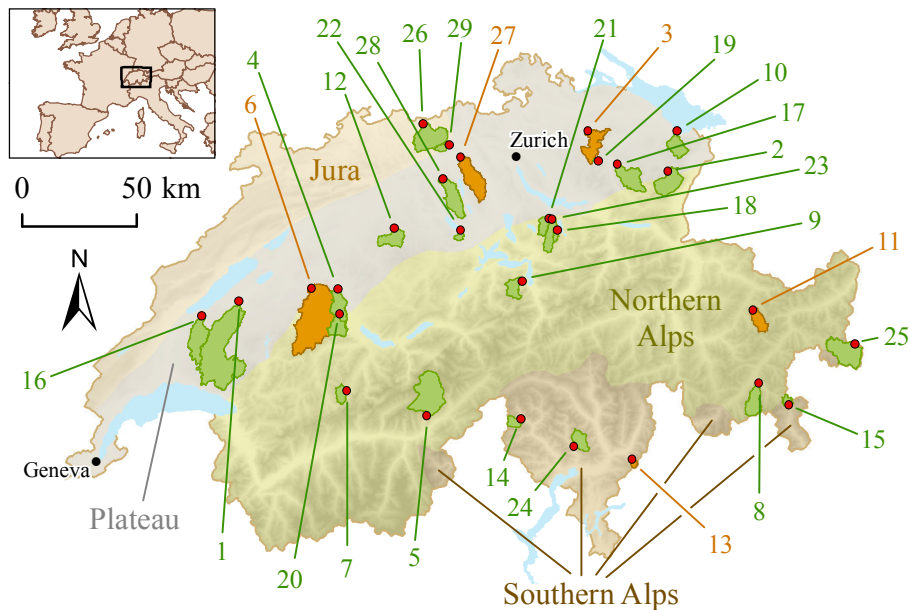 22 28 26 29 27 21 3 19
4 12 10
6 17
Zurich 2
Jura 23
0 50 km 18
9
N 11
Northern
Alps
25
16
Geneva 14 15
Plateau 24
1 20 7 5 13 8
Southern Alps